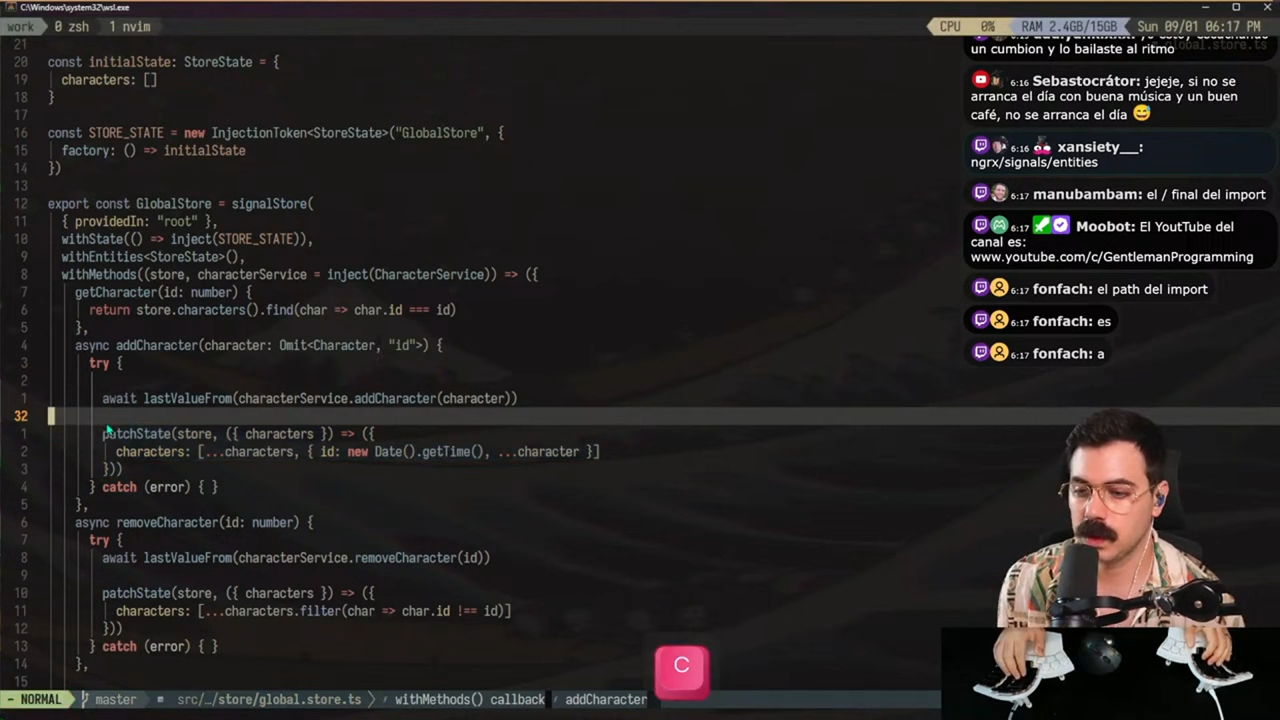 C:\Windows\system32\wsl.exe
work 0 zsh 1 nvim
CPU 0% RAM 2.4GB/15GB Sun 09/01 06:17 PM
21
20 const initialState: StoreState = {
19 characters: []
18 }
17
16 const STORE_STATE = new InjectionToken<StoreState>("GlobalStore", {
15 factory: () => initialState
14 })
13
12 export const GlobalStore = signalStore(
11 { providedIn: "root" },
10 withState(() => inject(STORE_STATE)),
9 withEntities<StoreState>(),
8 withMethods((store, characterService = inject(CharacterService)) => ({
7 getCharacter(id: number) {
6 return store.characters().find(char => char.id === id)
5 },
4 async addCharacter(character: Omit<Character, "id">) {
3 try {
2
1 await lastValueFrom(characterService.addCharacter(character))
32
1 patchState(store, ({ characters }) => ({
2 characters: [...characters, { id: new Date().getTime(), ...character }]
3 }))
4 } catch (error) { }
5 },
6 async removeCharacter(id: number) {
7 try {
8 await lastValueFrom(characterService.removeCharacter(id))
9
10 patchState(store, ({ characters }) => ({
11 characters: [...characters.filter(char => char.id !== id)]
12 }))
13 } catch (error) { }
14 },
15
- NORMAL master src/…/store/global.store.ts withMethods() callback addCharacter
global.store.ts
un cumbion y lo bailaste al ritmo
6:16 Sebastocrátor: jejeje, si no se
arranca el día con buena música y un buen
café, no se arranca el día 😅
6:16 xansiety__:
ngrx/signals/entities
6:17 manubambam: el / final del import
6:17 Moobot: El YouTube del
canal es:
www.youtube.com/c/GentlemanProgramming
6:17 fonfach: el path del import
6:17 fonfach: es
6:17 fonfach: a
C